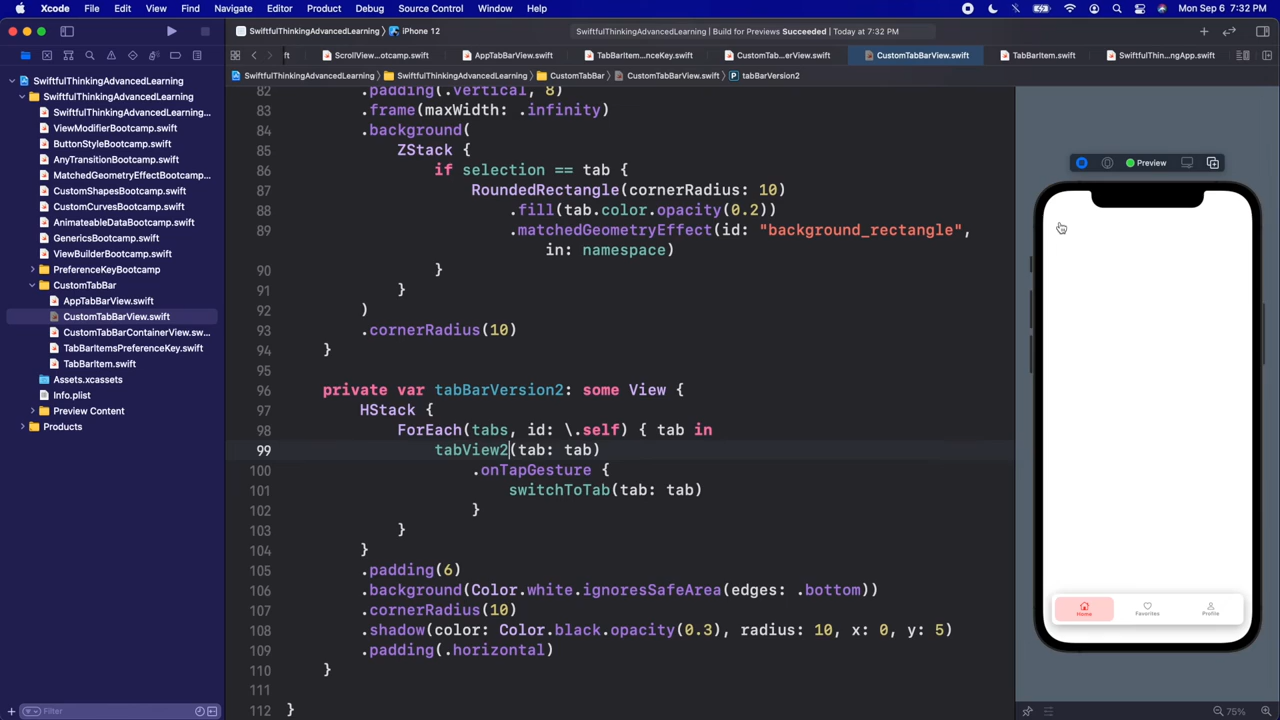 Xcode File Edit View Find Navigate Editor Product Debug Source Control Window Help Mon Sep 6 7:32 PM
SwiftfulThinkingAdvancedLearning iPhone 12
SwiftfulThinkingAdvancedLearning | Build for Previews Succeeded | Today at 7:32 PM
ScrollView...otcamp.swift AppTabBarView.swift TabBarItem...nceKey.swift CustomTab...erView.swift CustomTabBarView.swift TabBarItem.swift SwiftfulThi...ngApp.swift
SwiftfulThinkingAdvancedLearning SwiftfulThinkingAdvancedLearning CustomTabBar CustomTabBarView.swift P tabBarVersion2
SwiftfulThinkingAdvancedLearning
SwiftfulThinkingAdvancedLearning
SwiftfulThinkingAdvancedLearning...
ViewModifierBootcamp.swift
ButtonStyleBootcamp.swift
AnyTransitionBootcamp.swift
MatchedGeometryEffectBootcamp...
CustomShapesBootcamp.swift
CustomCurvesBootcamp.swift
AnimateableDataBootcamp.swift
GenericsBootcamp.swift
ViewBuilderBootcamp.swift
PreferenceKeyBootcamp
CustomTabBar
AppTabBarView.swift
CustomTabBarView.swift
CustomTabBarContainerView.sw...
TabBarItemsPreferenceKey.swift
TabBarItem.swift
Assets.xcassets
Info.plist
Preview Content
Products
Filter
82 .padding(.vertical, 8)
83 .frame(maxWidth: .infinity)
84 .background(
85 ZStack {
86 if selection == tab {
87 RoundedRectangle(cornerRadius: 10)
88 .fill(tab.color.opacity(0.2))
89 .matchedGeometryEffect(id: "background_rectangle",
in: namespace)
90 }
91 }
92 )
93 .cornerRadius(10)
94 }
95
96 private var tabBarVersion2: some View {
97 HStack {
98 ForEach(tabs, id: \.self) { tab in
99 tabView2(tab: tab)
100 .onTapGesture {
101 switchToTab(tab: tab)
102 }
103 }
104 }
105 .padding(6)
106 .background(Color.white.ignoresSafeArea(edges: .bottom))
107 .cornerRadius(10)
108 .shadow(color: Color.black.opacity(0.3), radius: 10, x: 0, y: 5)
109 .padding(.horizontal)
110 }
111
112 }
Preview
Home Favorites Profile
75%